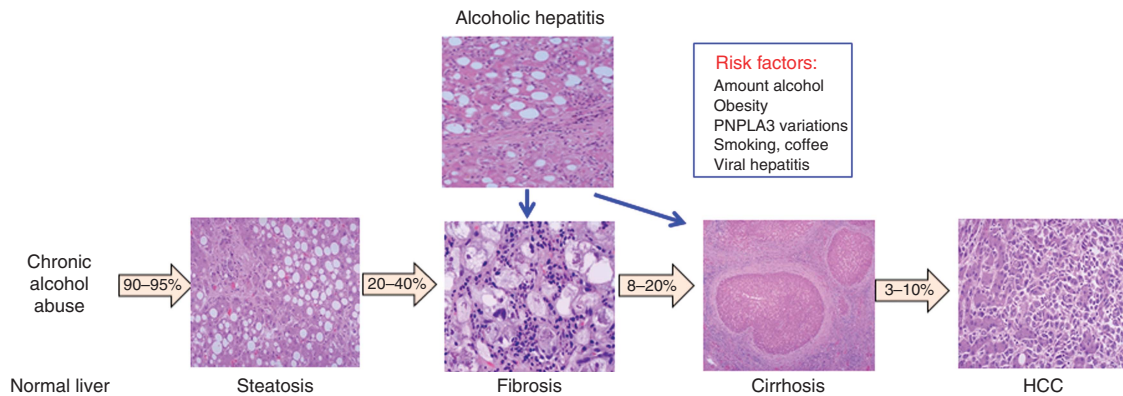 Alcoholic hepatitis
Risk factors:
Amount alcohol
Obesity
PNPLA3 variations
Smoking, coffee
Viral hepatitis
Chronic
alcohol
abuse
90–95%
20–40%
8–20%
3–10%
Normal liver
Steatosis
Fibrosis
Cirrhosis
HCC